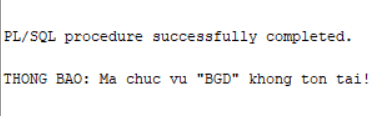 PL/SQL procedure successfully completed.
THONG BAO: Ma chuc vu "BGD" khong ton tai!